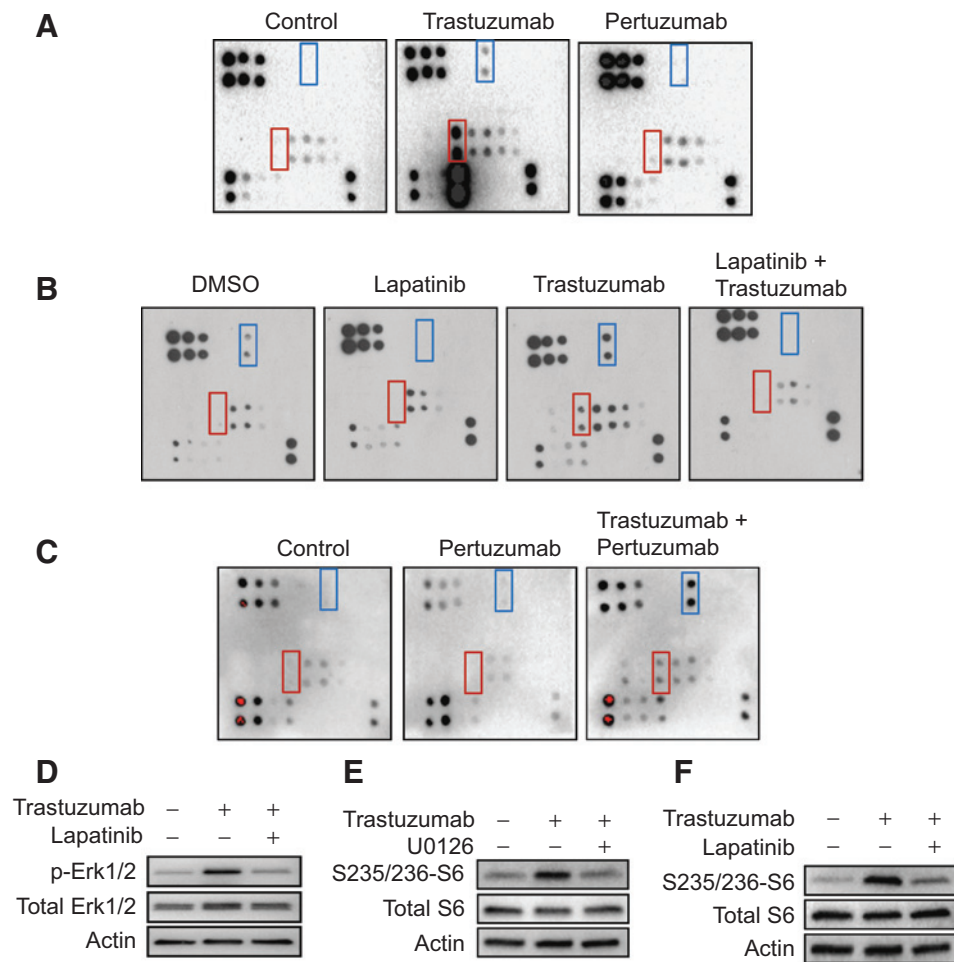 A
Control
Trastuzumab
Pertuzumab
B
DMSO
Lapatinib
Trastuzumab
Lapatinib +
Trastuzumab
C
Control
Pertuzumab
Trastuzumab +
Pertuzumab
D
Trastuzumab − + +
Lapatinib − − +
p-Erk1/2
Total Erk1/2
Actin
E
Trastuzumab − + +
U0126 − − +
S235/236-S6
Total S6
Actin
F
Trastuzumab − + +
Lapatinib − − +
S235/236-S6
Total S6
Actin